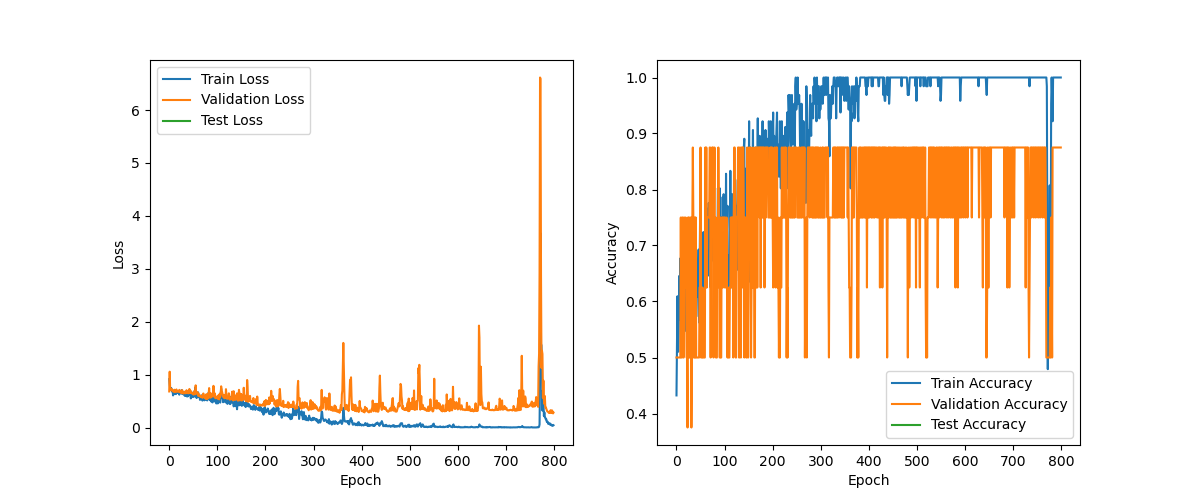 Train Loss
Validation Loss
Test Loss
6
5
4
3
2
1
0
Loss
0 100 200 300 400 500 600 700 800
Epoch
1.0
0.9
0.8
0.7
0.6
0.5
0.4
Accuracy
Train Accuracy
Validation Accuracy
Test Accuracy
0 100 200 300 400 500 600 700 800
Epoch